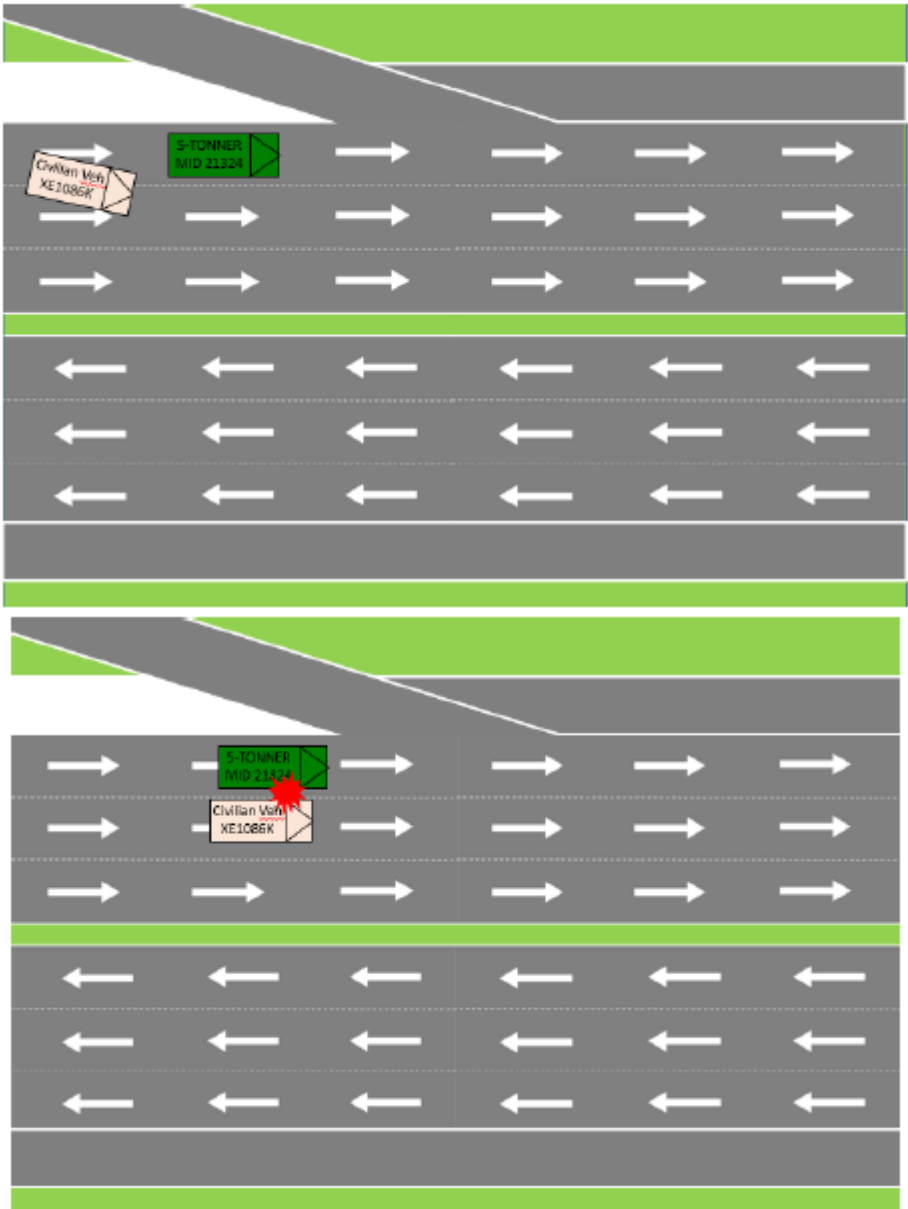 5-TONNER
MID 21324
Civilian Veh
XE1086K
5-TONNER
MID 21324
Civilian Veh
XE1086K